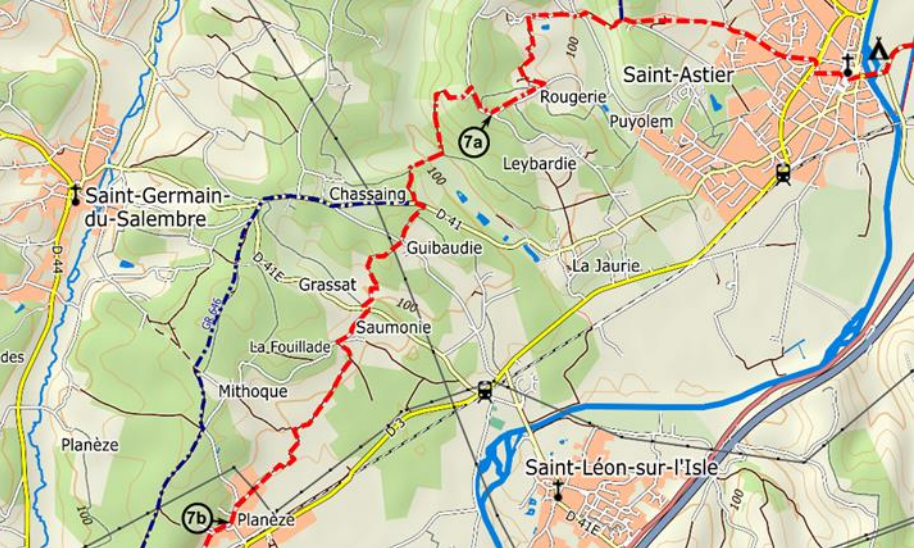 100
Saint-Astier
Rougerie
Puyolem
7a
Leybardie
100
Chassaing
Saint-Germain-
du-Salembre
D-41
Guibaudie
D-44
D-41E
La Jaurie
Grassat
100
GR 646
Saumonie
La Fouillade
des
Mithoque
D-3
Planèze
Saint-Léon-sur-l'Isle
100
100
7b
Planèze
D-41E